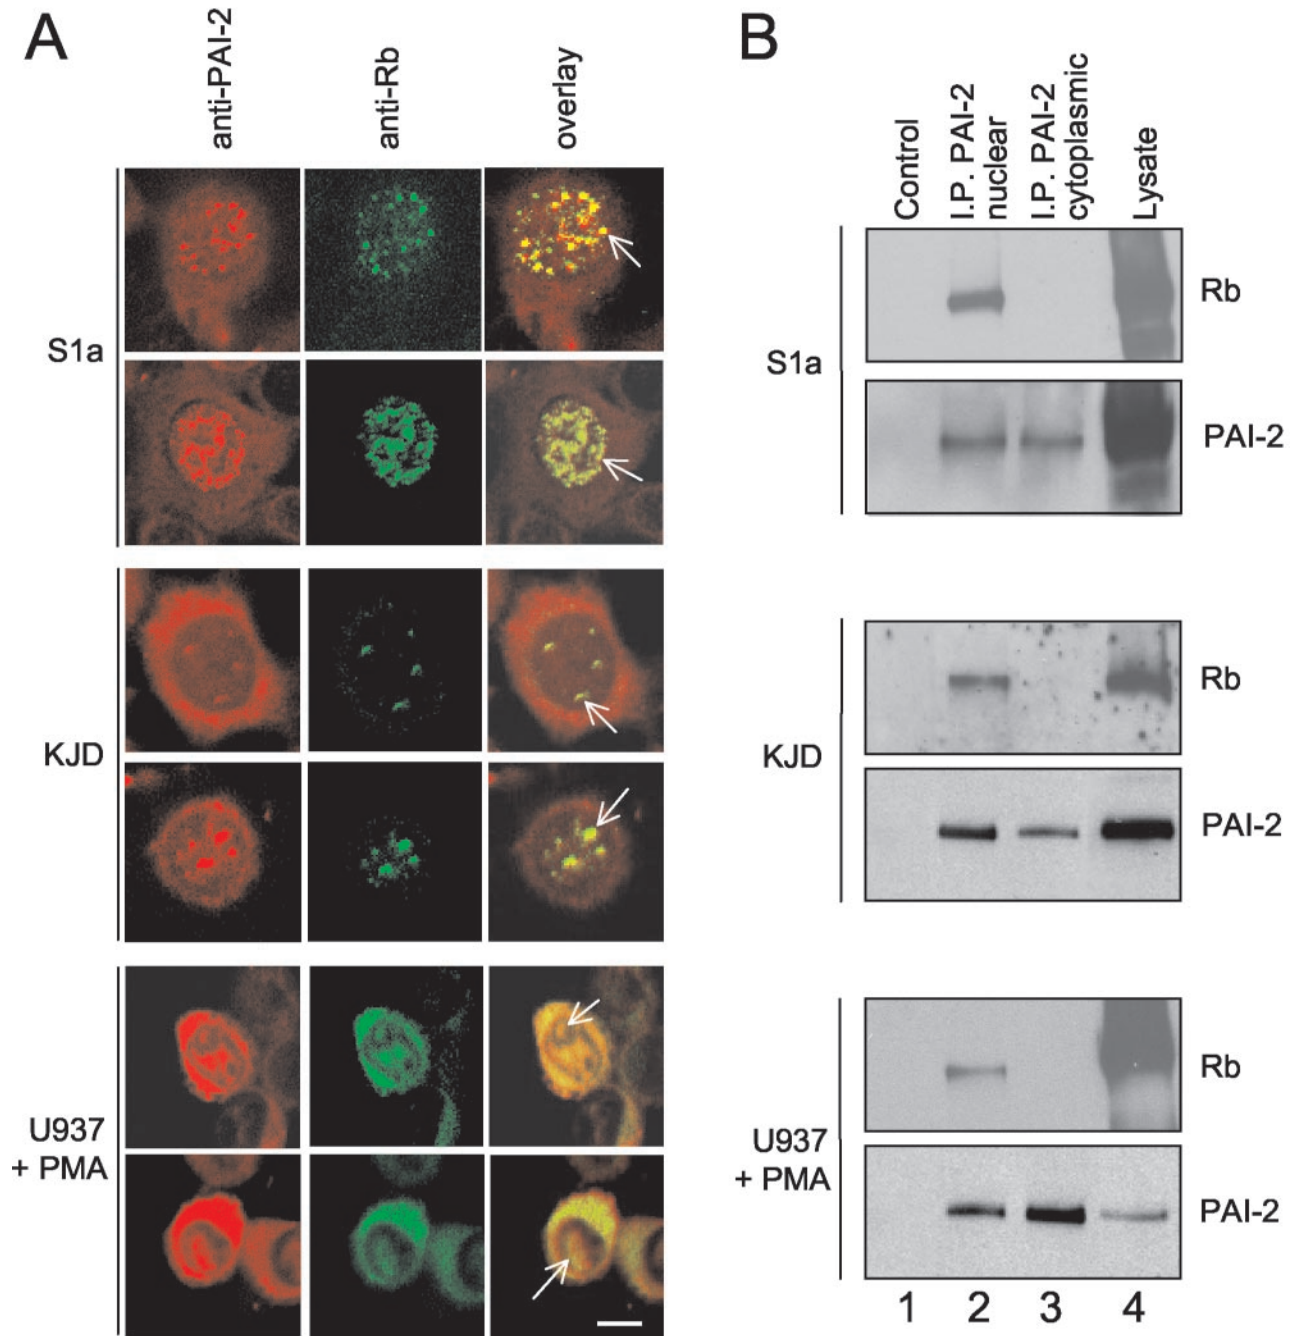 A
B
anti-PAI-2
anti-Rb
overlay
Control
I.P. PAI-2
nuclear
I.P. PAI-2
cytoplasmic
Lysate
S1a
KJD
U937
+ PMA
S1a
Rb
PAI-2
KJD
Rb
PAI-2
U937
+ PMA
Rb
PAI-2
1 2 3 4